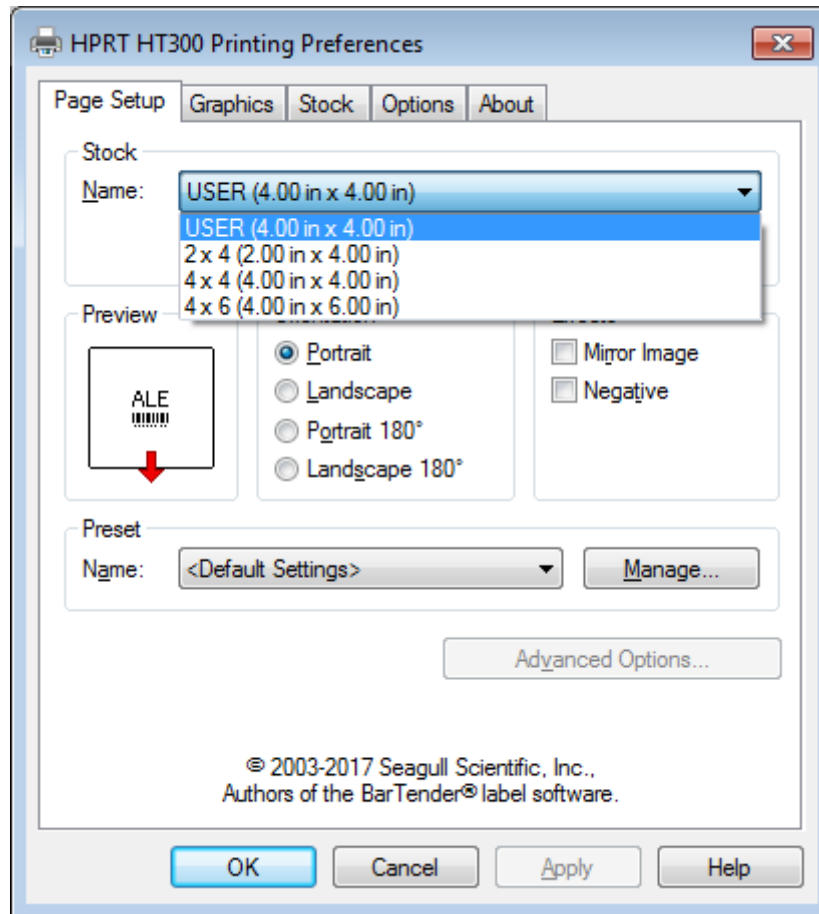 HPRT HT300 Printing Preferences
Page Setup Graphics Stock Options About
Stock
Name: USER (4.00 in x 4.00 in)
USER (4.00 in x 4.00 in)
2 x 4 (2.00 in x 4.00 in)
4 x 4 (4.00 in x 4.00 in)
4 x 6 (4.00 in x 6.00 in)
Preview
ALE
Portrait
Landscape
Portrait 180°
Landscape 180°
Mirror Image
Negative
Preset
Name: <Default Settings> Manage...
Advanced Options...
© 2003-2017 Seagull Scientific, Inc.,
Authors of the BarTender® label software.
OK Cancel Apply Help